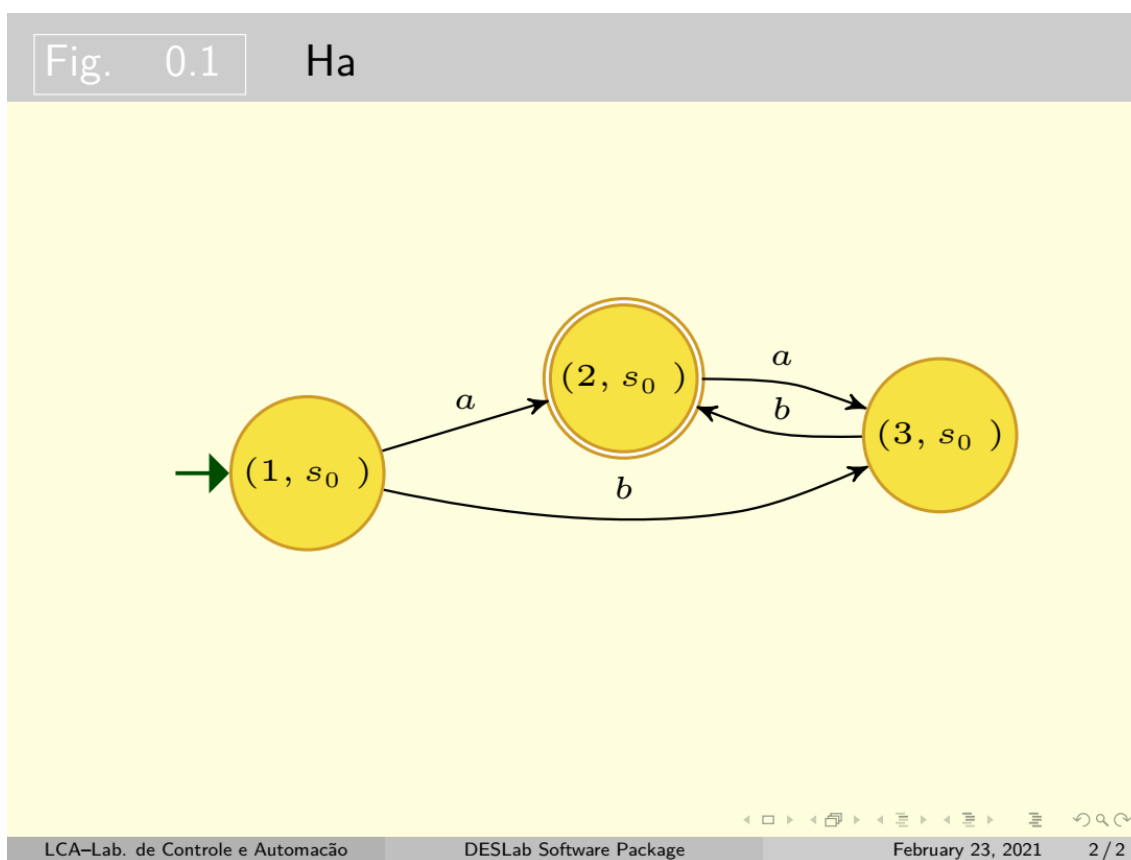 Fig. 0.1 Ha
a
(2, s₀ )
a
b
(3, s₀ )
(1, s₀ )
b
LCA–Lab. de Controle e Automacão DESLab Software Package February 23, 2021 2 / 2